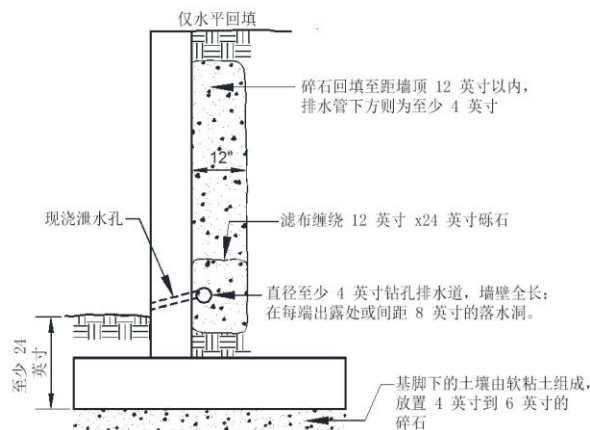 仅水平回填
碎石回填至距墙顶 12 英寸以内，
排水管下方则为至少 4 英寸
12"
现浇泄水孔
滤布缠绕 12 英寸 x24 英寸砾石
直径至少 4 英寸钻孔排水道，墙壁全长；
在每端出露处或间距 8 英寸的落水洞。
至少 24
英寸
基脚下的土壤由软粘土组成，
放置 4 英寸到 6 英寸的
碎石